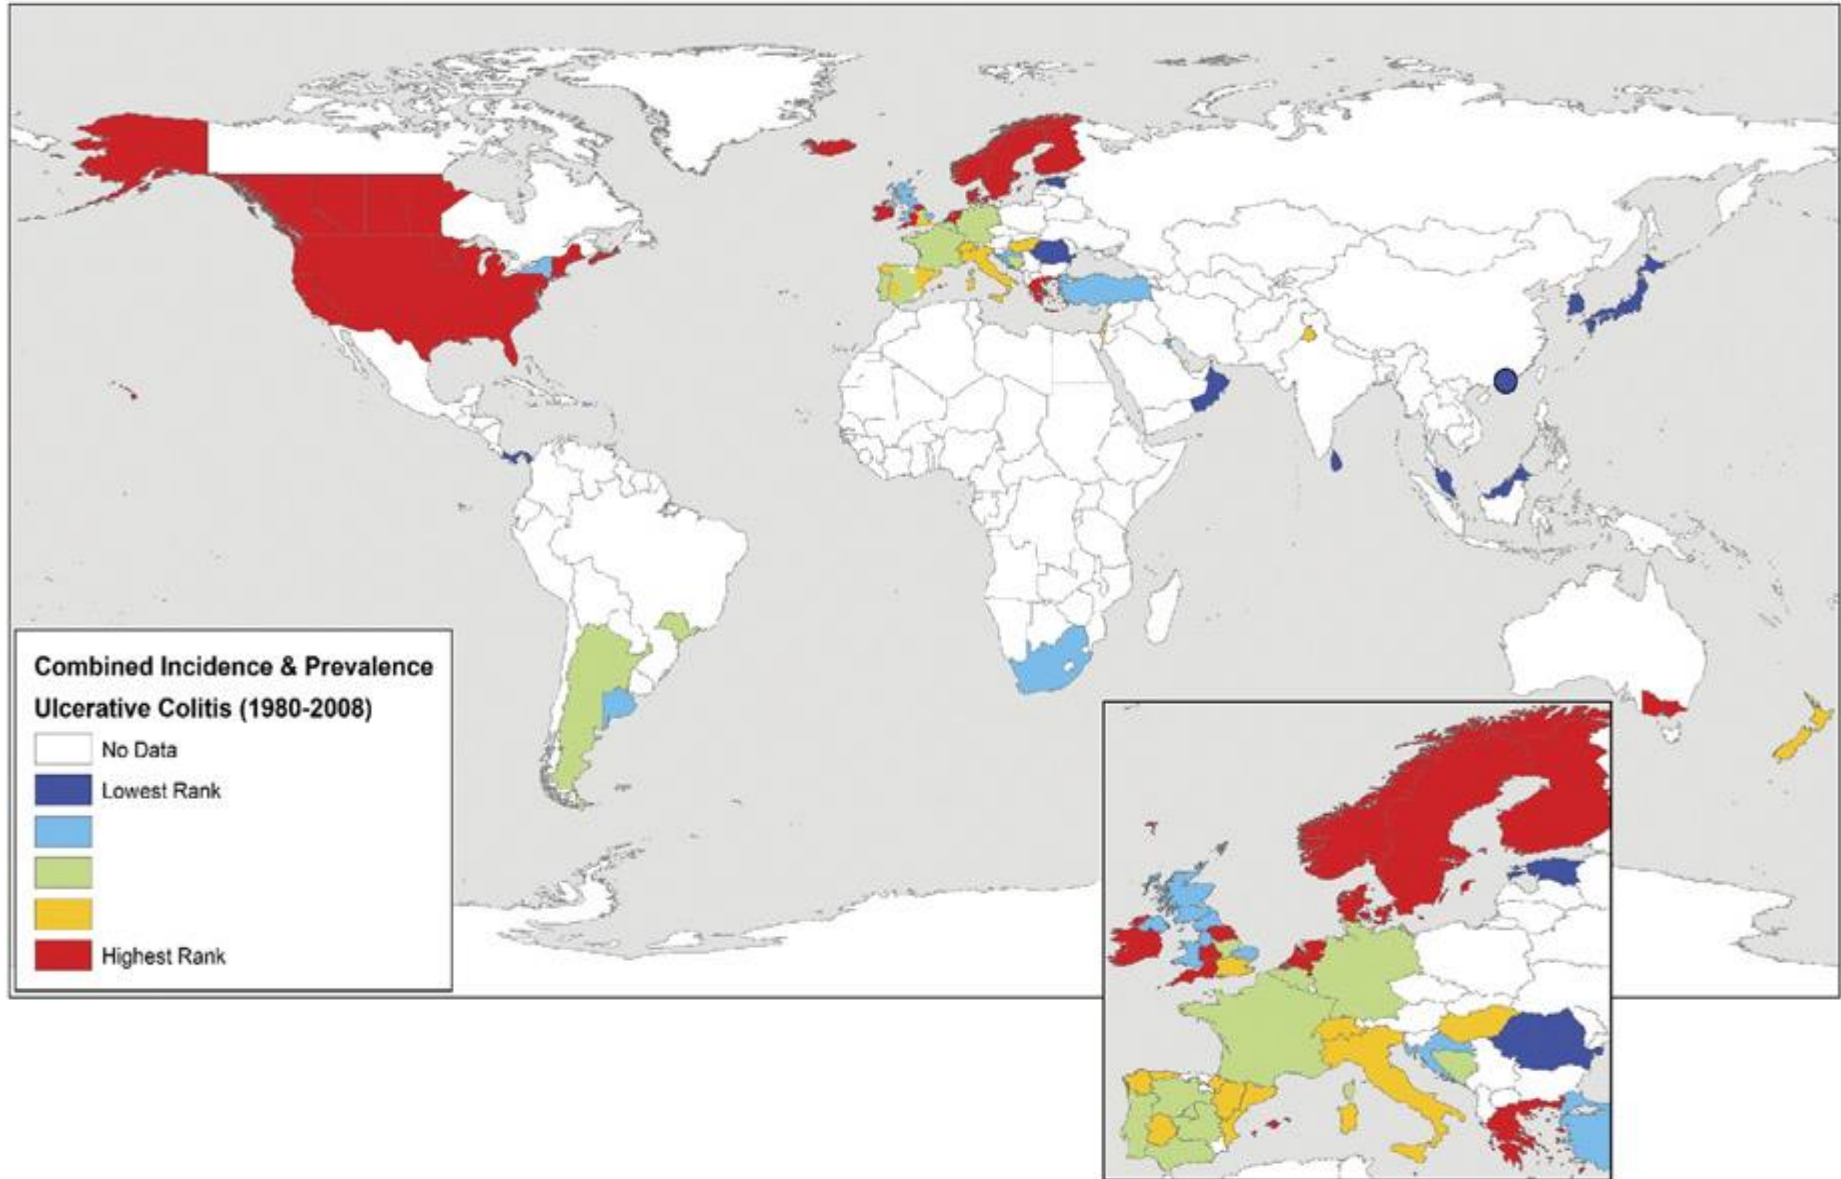 Combined Incidence & Prevalence
Ulcerative Colitis (1980-2008)
No Data
Lowest Rank
Highest Rank